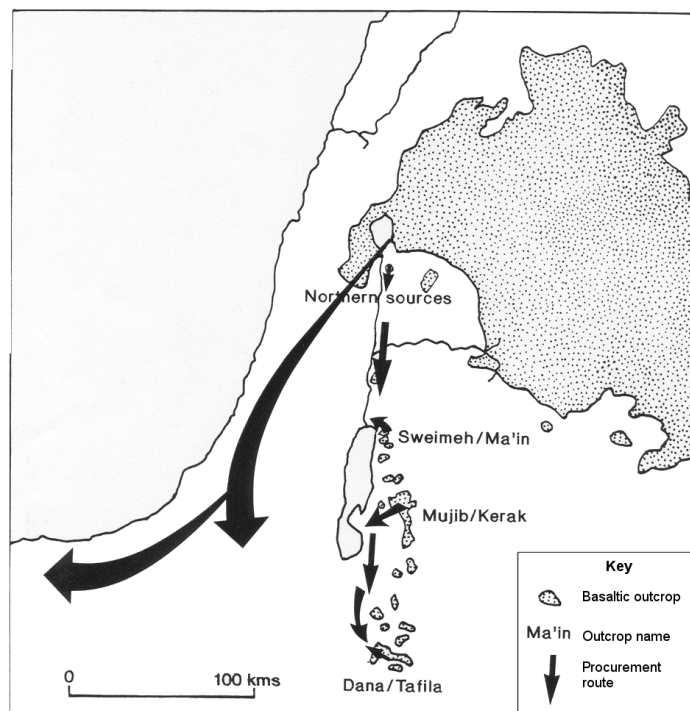 Northern sources
Sweimeh/Ma'in
Mujib/Kerak
Dana/Tafila
0 100 kms
Key
Basaltic outcrop
Ma'in Outcrop name
Procurement
route